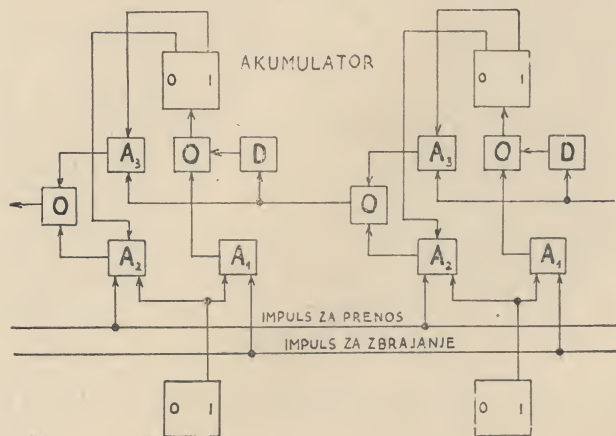 0 1
AKUMULATOR
0 1
A3 O D
A3 O D
O
O
A2 A1
A2 A1
IMPULS ZA PRENOS
IMPULS ZA ZBRAJANJE
0 1
0 1